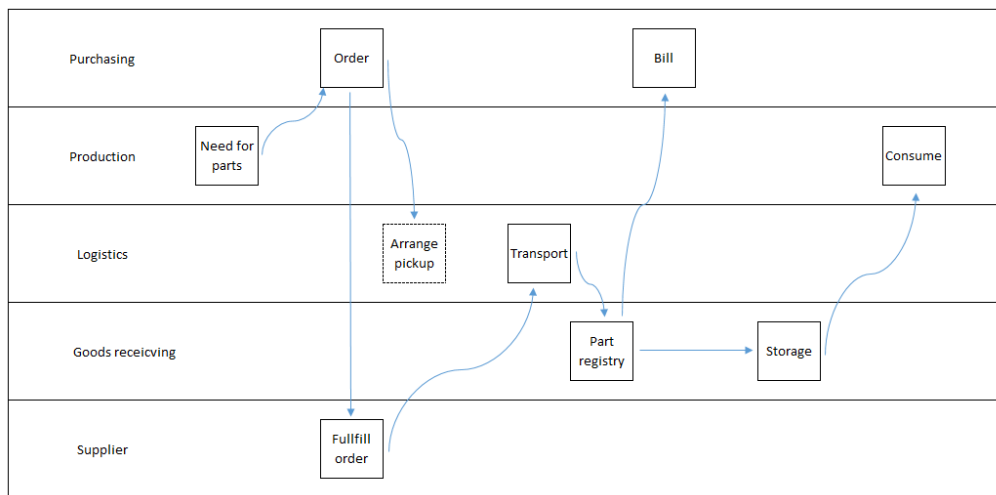 Purchasing
Order
Bill
Production
Need for
parts
Consume
Logistics
Arrange
pickup
Transport
Goods receicving
Part
registry
Storage
Supplier
Fullfill
order